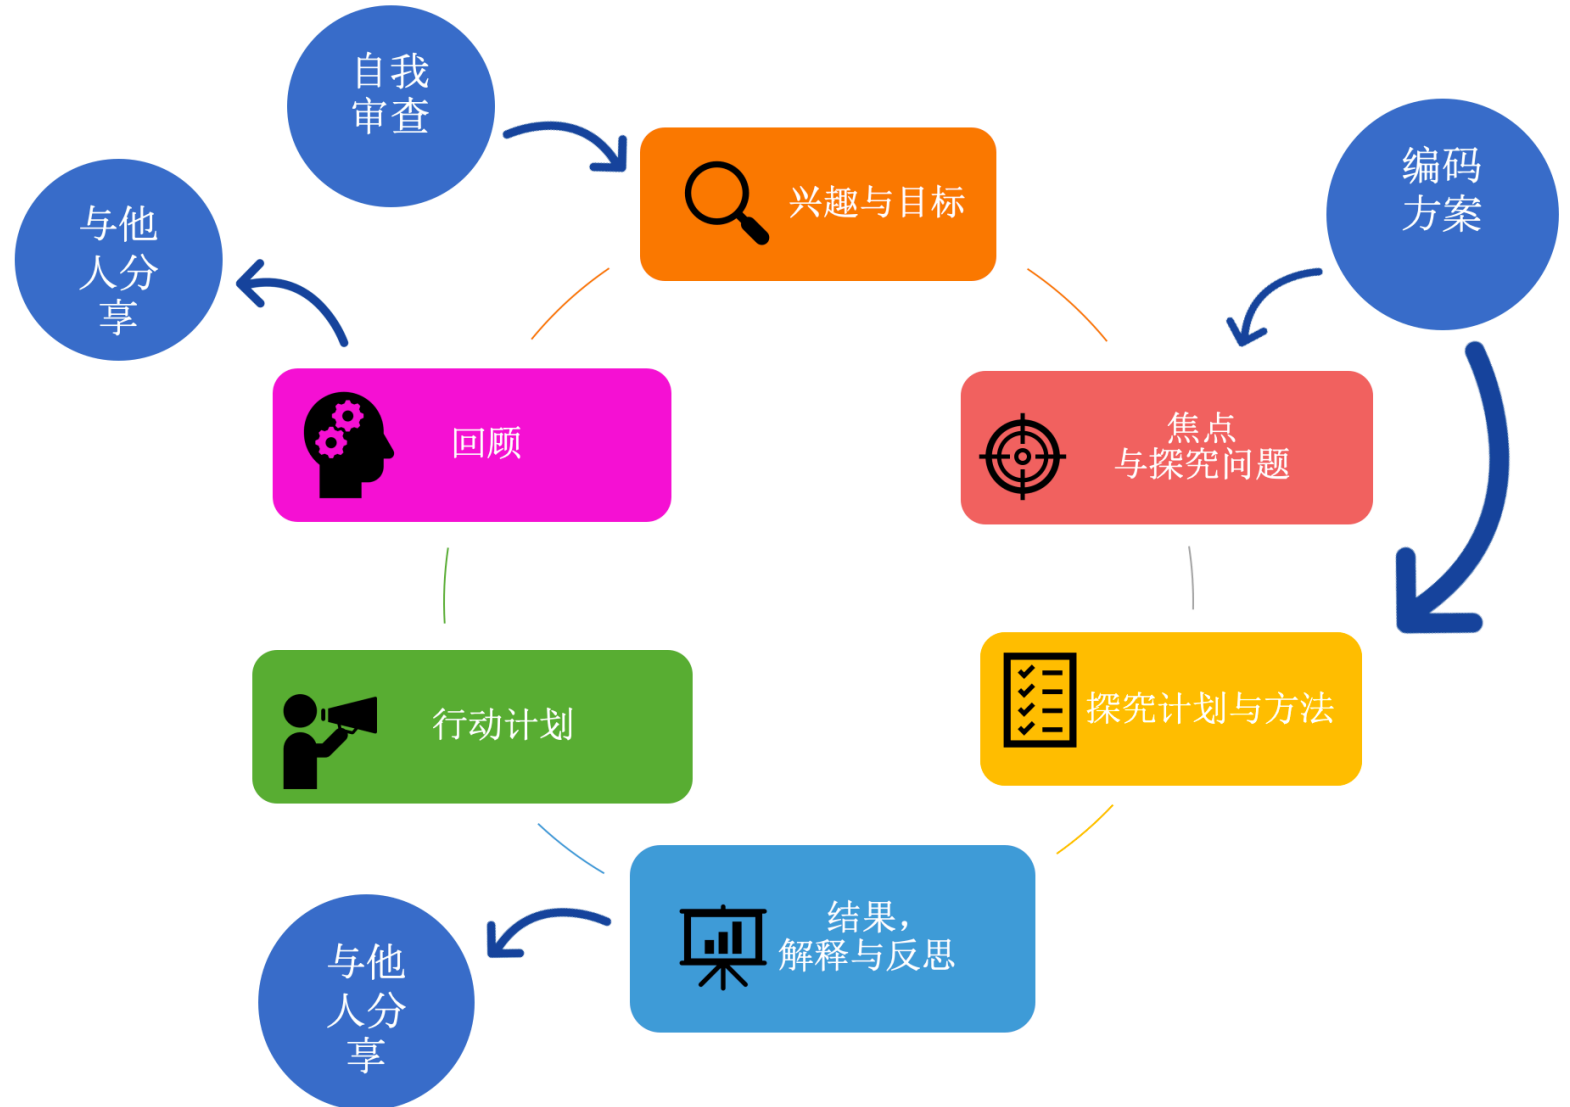 自我
审查
兴趣与目标
编码
方案
与他
人分
享
回顾
焦点
与探究问题
行动计划
探究计划与方法
结果，
解释与反思
与他
人分
享